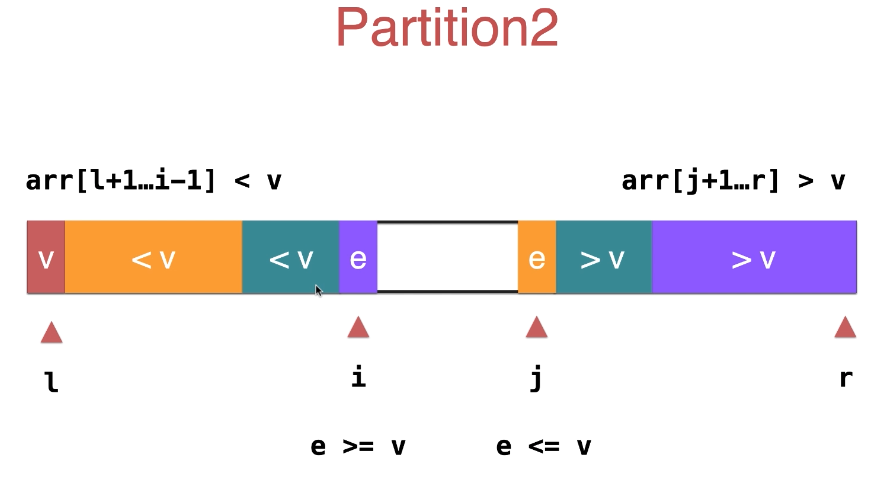 Partition2
arr[l+1…i-1] < v
arr[j+1…r] > v
v < v < v e e > v > v
l i j r
e >= v e <= v